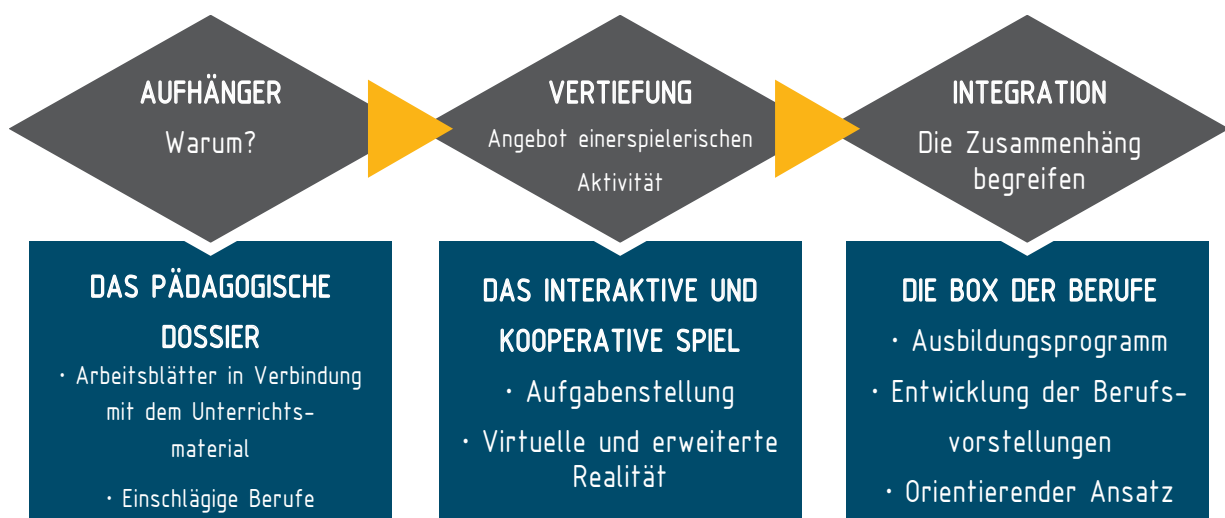 AUFHÄNGER
Warum?
DAS PÄDAGOGISCHE
DOSSIER
· Arbeitsblätter in Verbindung
mit dem Unterrichts-
material
· Einschlägige Berufe
VERTIEFUNG
Angebot einerspielerischen
Aktivität
DAS INTERAKTIVE UND
KOOPERATIVE SPIEL
· Aufgabenstellung
· Virtuelle und erweiterte
Realität
INTEGRATION
Die Zusammenhäng
begreifen
DIE BOX DER BERUFE
· Ausbildungsprogramm
· Entwicklung der Berufs-
vorstellungen
· Orientierender Ansatz